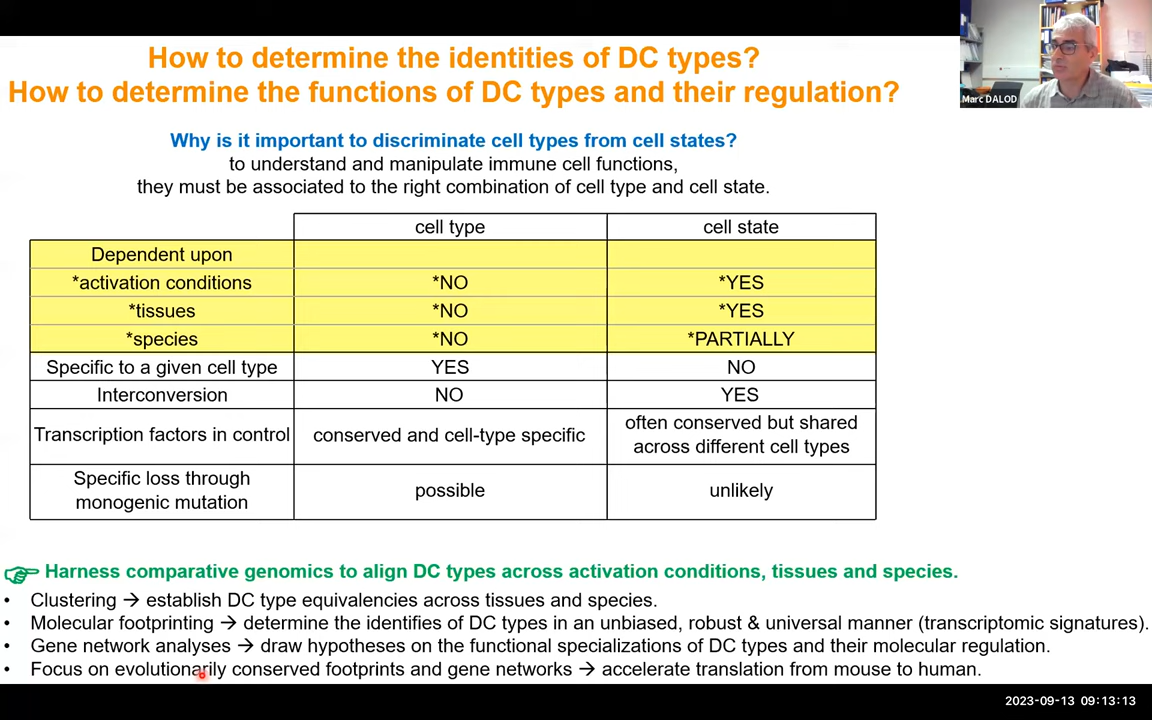 How to determine the identities of DC types?
How to determine the functions of DC types and their regulation?
Marc DALOD
Why is it important to discriminate cell types from cell states?
to understand and manipulate immune cell functions,
they must be associated to the right combination of cell type and cell state.
cell type cell state
Dependent upon
*activation conditions *NO *YES
*tissues *NO *YES
*species *NO *PARTIALLY
Specific to a given cell type YES NO
Interconversion NO YES
Transcription factors in control conserved and cell-type specific often conserved but shared
across different cell types
Specific loss through
monogenic mutation possible unlikely
Harness comparative genomics to align DC types across activation conditions, tissues and species.
• Clustering → establish DC type equivalencies across tissues and species.
• Molecular footprinting → determine the identifies of DC types in an unbiased, robust & universal manner (transcriptomic signatures).
• Gene network analyses → draw hypotheses on the functional specializations of DC types and their molecular regulation.
• Focus on evolutionarily conserved footprints and gene networks → accelerate translation from mouse to human.
2023-09-13 09:13:13